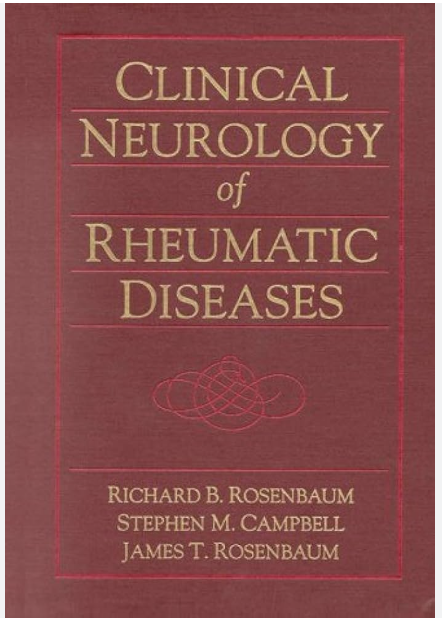 CLINICAL
NEUROLOGY
of
RHEUMATIC
DISEASES
RICHARD B. ROSENBAUM
STEPHEN M. CAMPBELL
JAMES T. ROSENBAUM